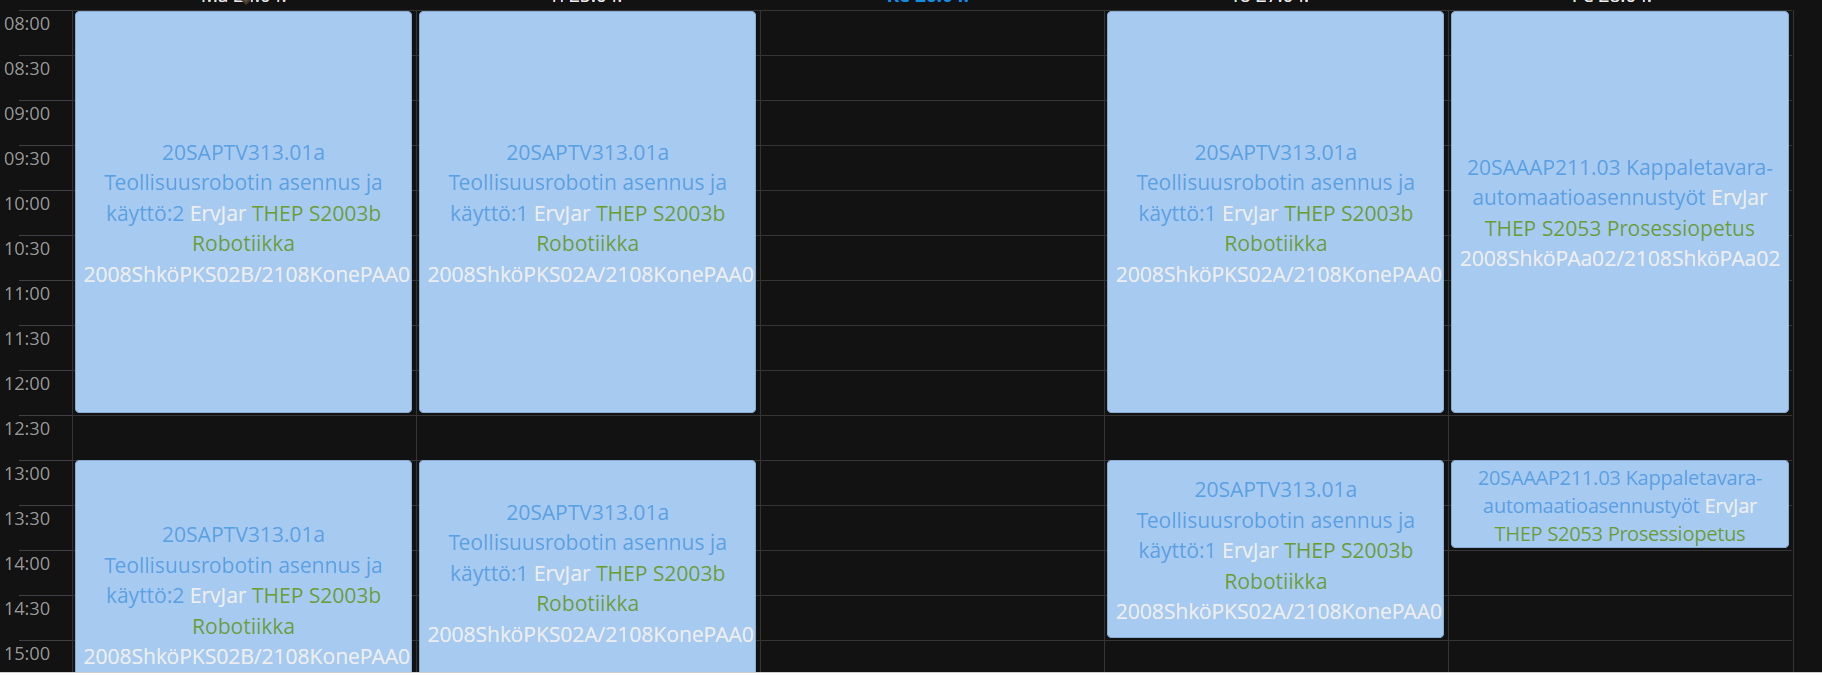 08:00
08:30
09:00
09:30
10:00
10:30
11:00
11:30
12:00
12:30
13:00
13:30
14:00
14:30
15:00
20SAPTV313.01a
Teollisuusrobotin asennus ja
käyttö:2 ErvJar THEP S2003b
Robotiikka
2008ShköPKS02B/2108KonePAA0
20SAPTV313.01a
Teollisuusrobotin asennus ja
käyttö:2 ErvJar THEP S2003b
Robotiikka
2008ShköPKS02B/2108KonePAA0
20SAPTV313.01a
Teollisuusrobotin asennus ja
käyttö:1 ErvJar THEP S2003b
Robotiikka
2008ShköPKS02A/2108KonePAA0
20SAPTV313.01a
Teollisuusrobotin asennus ja
käyttö:1 ErvJar THEP S2003b
Robotiikka
2008ShköPKS02A/2108KonePAA0
20SAPTV313.01a
Teollisuusrobotin asennus ja
käyttö:1 ErvJar THEP S2003b
Robotiikka
2008ShköPKS02A/2108KonePAA0
20SAPTV313.01a
Teollisuusrobotin asennus ja
käyttö:1 ErvJar THEP S2003b
Robotiikka
2008ShköPKS02A/2108KonePAA0
20SAAAP211.03 Kappaletavara-
automaatioasennustyöt ErvJar
THEP S2053 Prosessiopetus
2008ShköPAa02/2108ShköPAa02
20SAAAP211.03 Kappaletavara-
automaatioasennustyöt ErvJar
THEP S2053 Prosessiopetus